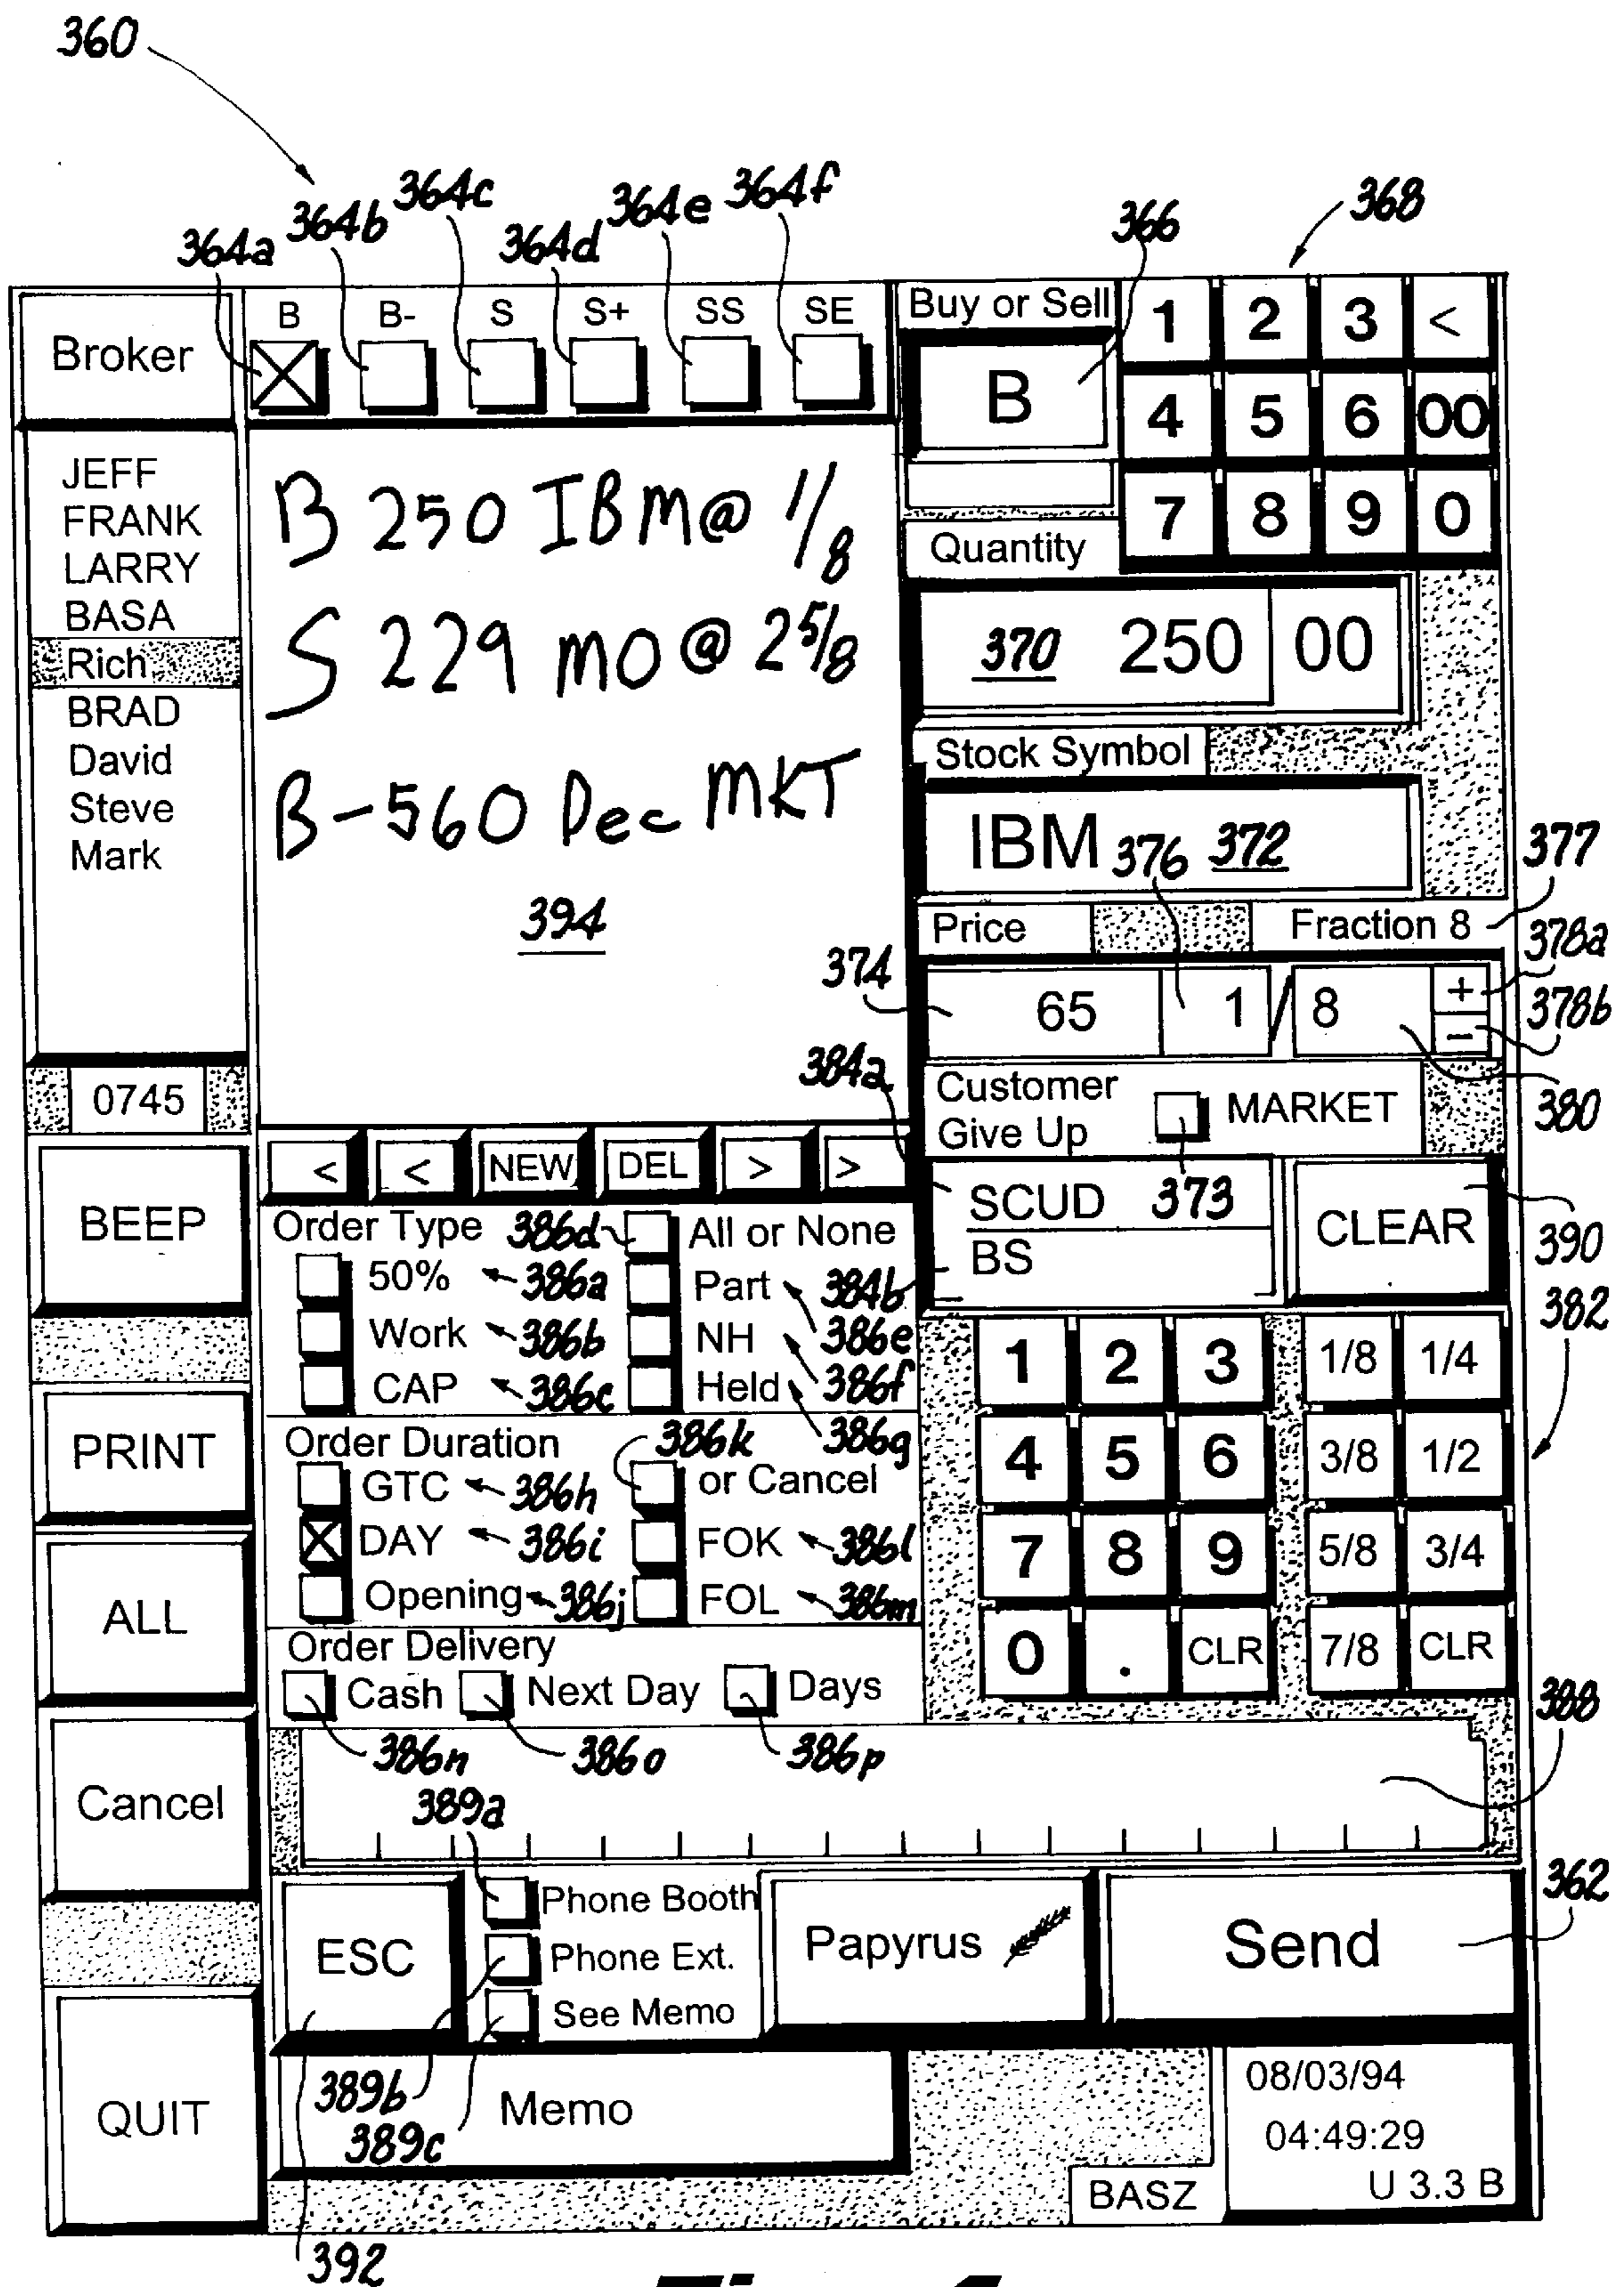 360
364a 364b 364c 364d 364e 364f 366 368
Broker
B B- S S+ SS SE
Buy or Sell
B
1 2 3 <
4 5 6 00
7 8 9 0
JEFF
FRANK
LARRY
BASA
Rich
BRAD
David
Steve
Mark
B 250 IBM@ 1/8
S 229 MO @ 2 5/8
B-560 Dec MKT
394
Quantity
370 250 00
Stock Symbol
IBM 372
376
377
Price Fraction 8
374
65 1 / 8 + -
378a
378b
380
384a
Customer
Give Up
MARKET
0745
< < NEW DEL > >
SCUD 373
BS
384b
CLEAR
390
382
BEEP
PRINT
ALL
Cancel
QUIT
Order Type
386d All or None
50% 386a Part 386e
Work 386b NH 386f
CAP 386c Held 386g
Order Duration
386k or Cancel
GTC 386h
DAY 386i FOK 386l
Opening 386j FOL 386m
Order Delivery
Cash Next Day Days
386n 386o 386p
1 2 3 1/8 1/4
4 5 6 3/8 1/2
7 8 9 5/8 3/4
0 . CLR 7/8 CLR
388
389a
ESC
Phone Booth
Phone Ext.
See Memo
Papyrus
Send
362
389b
389c
Memo
08/03/94
04:49:29
U 3.3 B
BASZ
392